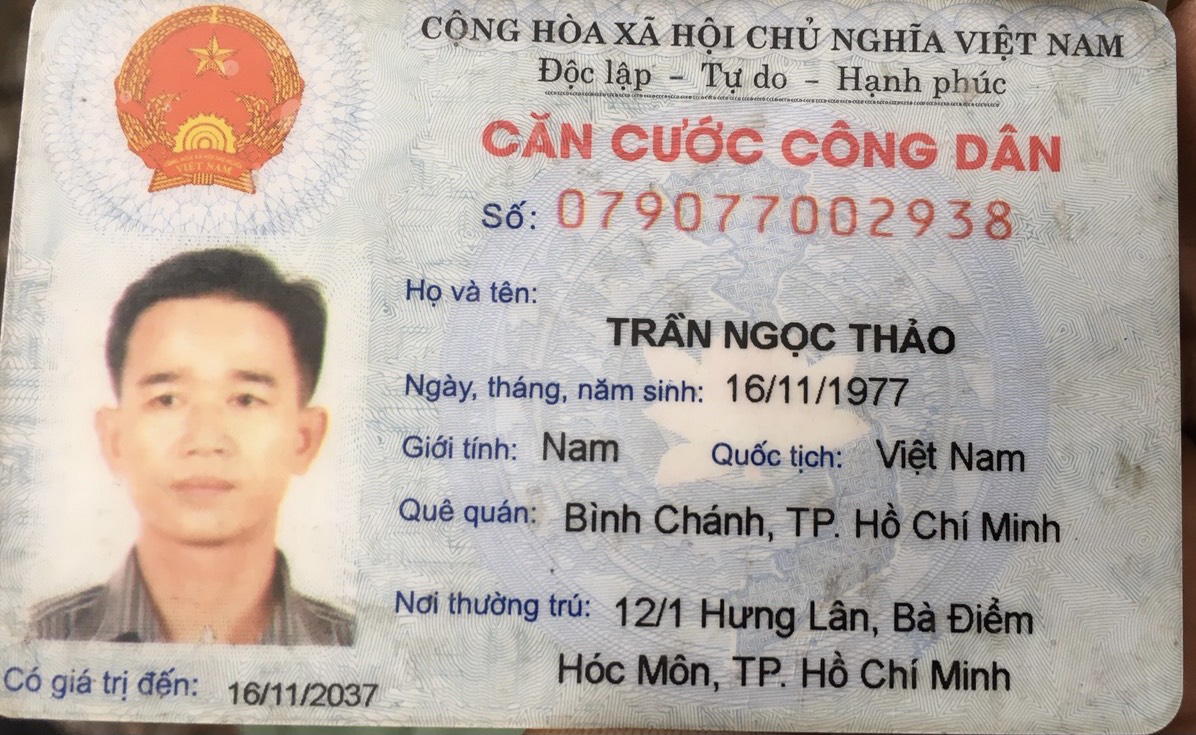 CỘNG HÒA XÃ HỘI CHỦ NGHĨA VIỆT NAM
Độc lập - Tự do - Hạnh phúc
CĂN CƯỚC CÔNG DÂN
Số: 079077002938
Họ và tên:
TRẦN NGỌC THẢO
Ngày, tháng, năm sinh: 16/11/1977
Giới tính: Nam Quốc tịch: Việt Nam
Quê quán: Bình Chánh, TP. Hồ Chí Minh
Nơi thường trú: 12/1 Hưng Lân, Bà Điểm
Hóc Môn, TP. Hồ Chí Minh
Có giá trị đến: 16/11/2037
VIỆT NAM